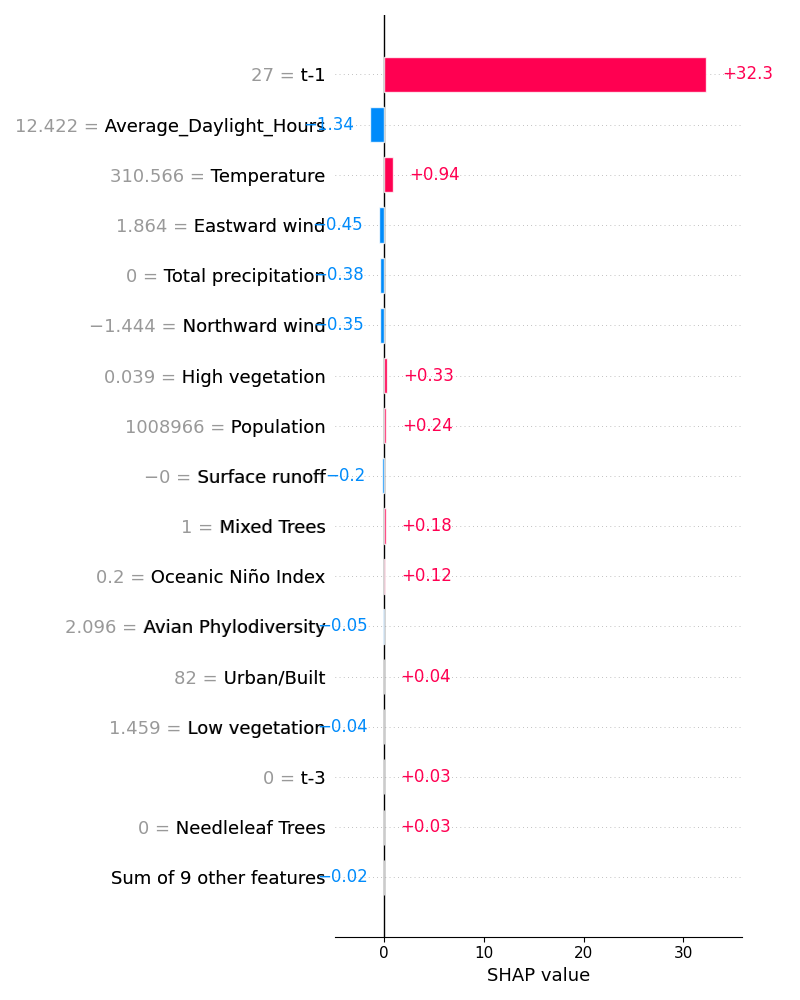 27 = t-1 +32.3
12.422 = Average_Daylight_Hours −1.34
310.566 = Temperature +0.94
1.864 = Eastward wind −0.45
0 = Total precipitation −0.38
−1.444 = Northward wind −0.35
0.039 = High vegetation +0.33
1008966 = Population +0.24
−0 = Surface runoff −0.2
1 = Mixed Trees +0.18
0.2 = Oceanic Niño Index +0.12
2.096 = Avian Phylodiversity −0.05
82 = Urban/Built +0.04
1.459 = Low vegetation −0.04
0 = t-3 +0.03
0 = Needleleaf Trees +0.03
Sum of 9 other features −0.02
0 10 20 30
SHAP value